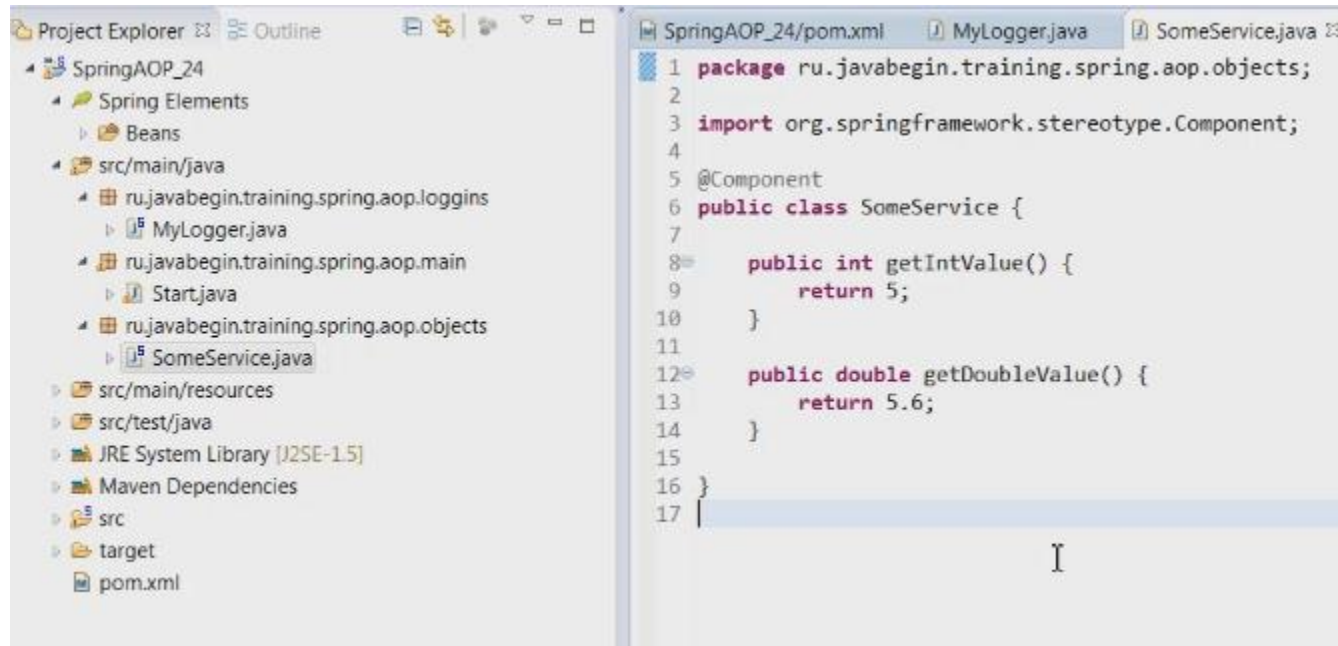 Project Explorer Outline
SpringAOP_24
Spring Elements
Beans
src/main/java
ru.javabegin.training.spring.aop.loggins
MyLogger.java
ru.javabegin.training.spring.aop.main
Start.java
ru.javabegin.training.spring.aop.objects
SomeService.java
src/main/resources
src/test/java
JRE System Library [J2SE-1.5]
Maven Dependencies
src
target
pom.xml
SpringAOP_24/pom.xml MyLogger.java SomeService.java
1 package ru.javabegin.training.spring.aop.objects;
2
3 import org.springframework.stereotype.Component;
4
5 @Component
6 public class SomeService {
7
8 public int getIntValue() {
9 return 5;
10 }
11
12 public double getDoubleValue() {
13 return 5.6;
14 }
15
16 }
17